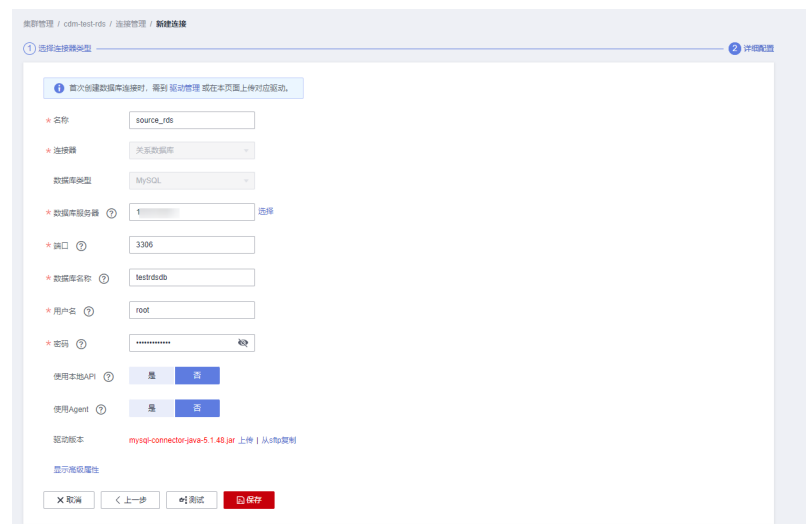 集群管理 / cdm-test-rds / 连接管理 / 新建连接
1 选择连接器类型
2 详细配置
首次创建数据库连接时，需到 驱动管理 或在本页面上传对应驱动。
* 名称 source_rds
* 连接器 关系数据库
数据库类型 MySQL
* 数据库服务器 ? 1 选择
* 端口 ? 3306
* 数据库名称 ? testrdsdb
* 用户名 ? root
* 密码 ? •••••••••••••
使用本地API ? 是 否
使用Agent ? 是 否
驱动版本 mysql-connector-java-5.1.48.jar 上传 | 从sftp复制
显示高级属性
取消 上一步 测试 保存